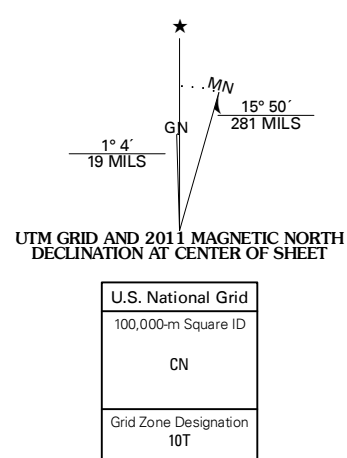 ★
MN
15° 50´
281 MILS
GN
1° 4´
19 MILS
UTM GRID AND 2011 MAGNETIC NORTH
DECLINATION AT CENTER OF SHEET
U.S. National Grid
100,000-m Square ID
CN
Grid Zone Designation
10T